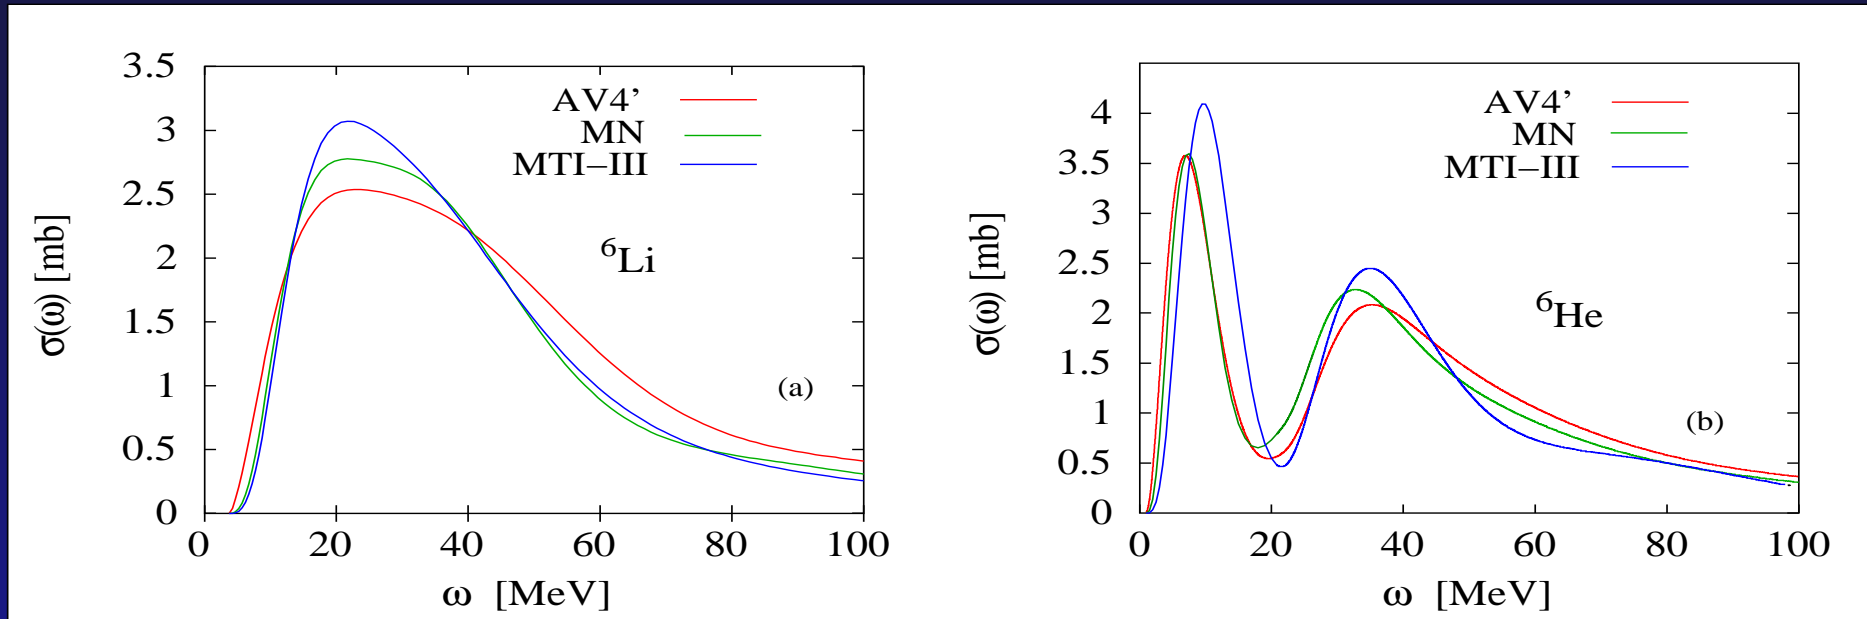 3.5
3
2.5
2
1.5
1
0.5
0
σ(ω) [mb]
AV4'
MN
MTI−III
⁶Li
(a)
0 20 40 60 80 100
ω [MeV]
4
3.5
3
2.5
2
1.5
1
0.5
0
σ(ω) [mb]
AV4'
MN
MTI−III
⁶He
(b)
0 20 40 60 80 100
ω [MeV]